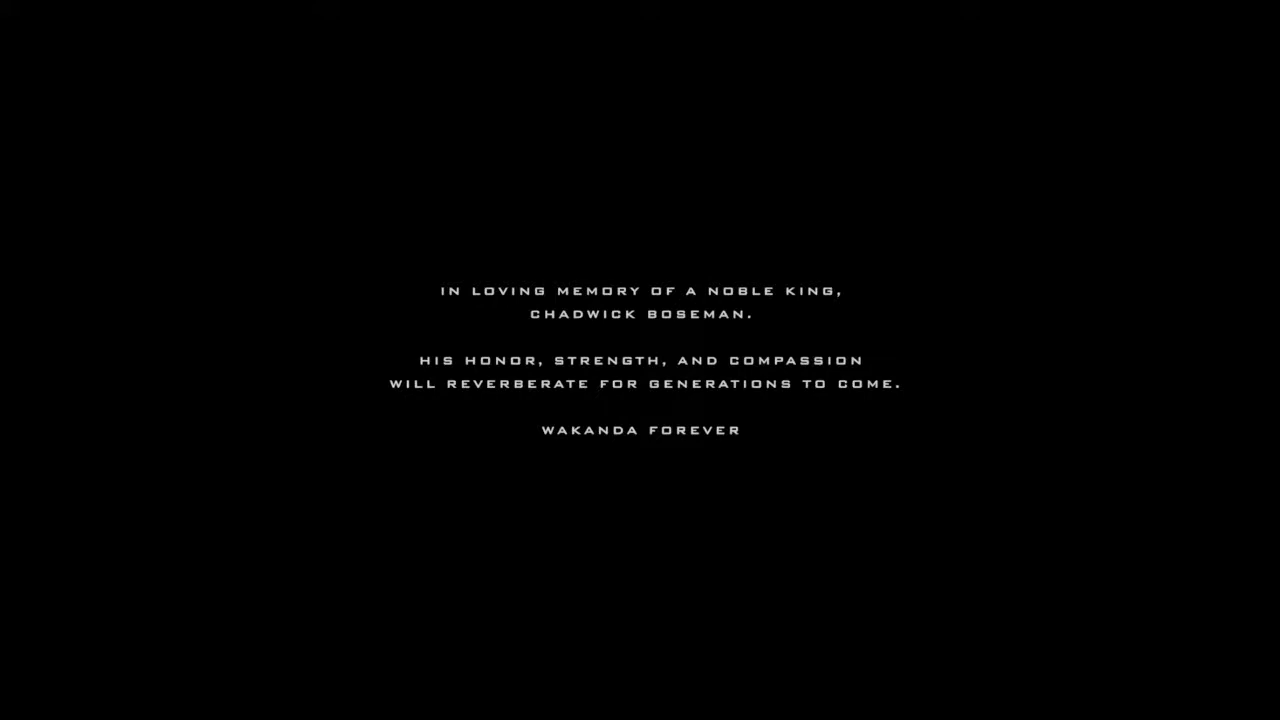 IN LOVING MEMORY OF A NOBLE KING,
CHADWICK BOSEMAN.
HIS HONOR, STRENGTH, AND COMPASSION
WILL REVERBERATE FOR GENERATIONS TO COME.
WAKANDA FOREVER